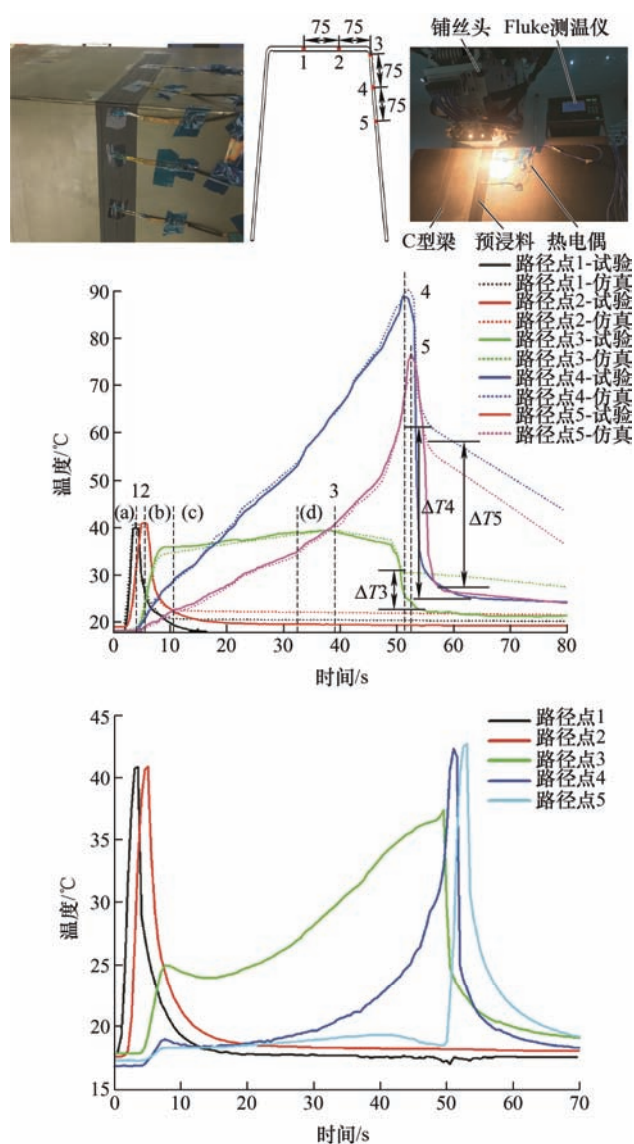 铺丝头 Fluke测温仪
75 75
3
75
1 2
4
75
5
C型梁 预浸料 热电偶
路径点1-试验
路径点1-仿真
路径点2-试验
路径点2-仿真
路径点3-试验
路径点3-仿真
路径点4-试验
路径点4-仿真
路径点5-试验
路径点5-仿真
温度/℃
90
80
70
60
50
40
30
20
4
5
12
(a) (b) (c) (d) 3
ΔT3
ΔT4
ΔT5
0 10 20 30 40 50 60 70 80
时间/s
路径点1
路径点2
路径点3
路径点4
路径点5
温度/℃
45
40
35
30
25
20
15
0 10 20 30 40 50 60 70
时间/s